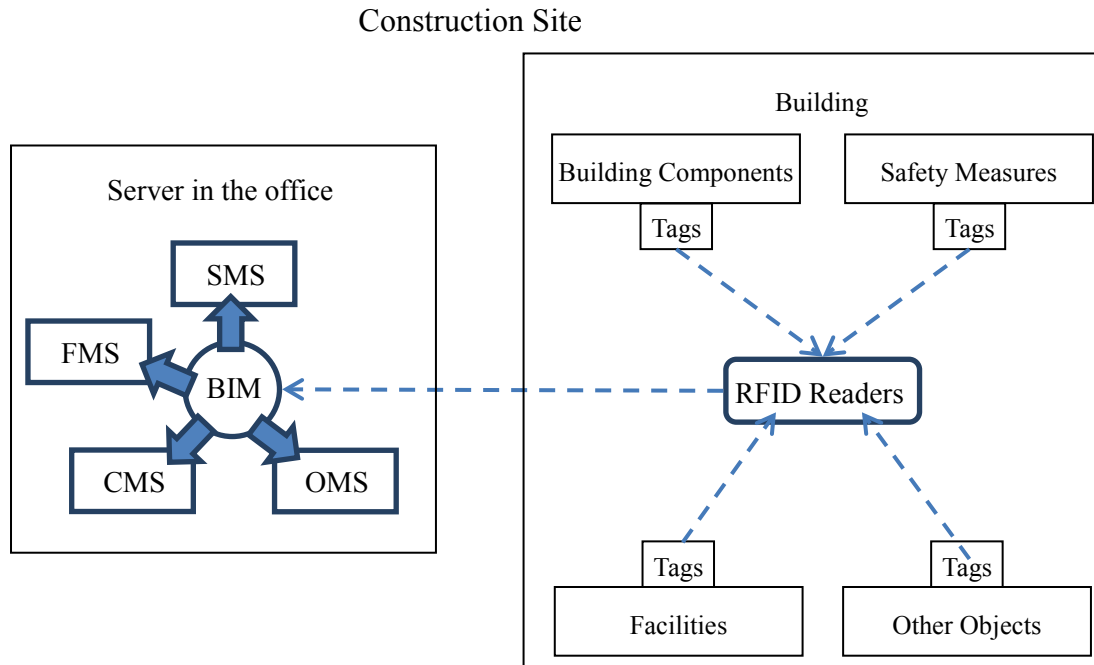 Construction Site
Server in the office
SMS
FMS
BIM
CMS
OMS
Building
Building Components
Safety Measures
Tags
Tags
RFID Readers
Tags
Tags
Facilities
Other Objects